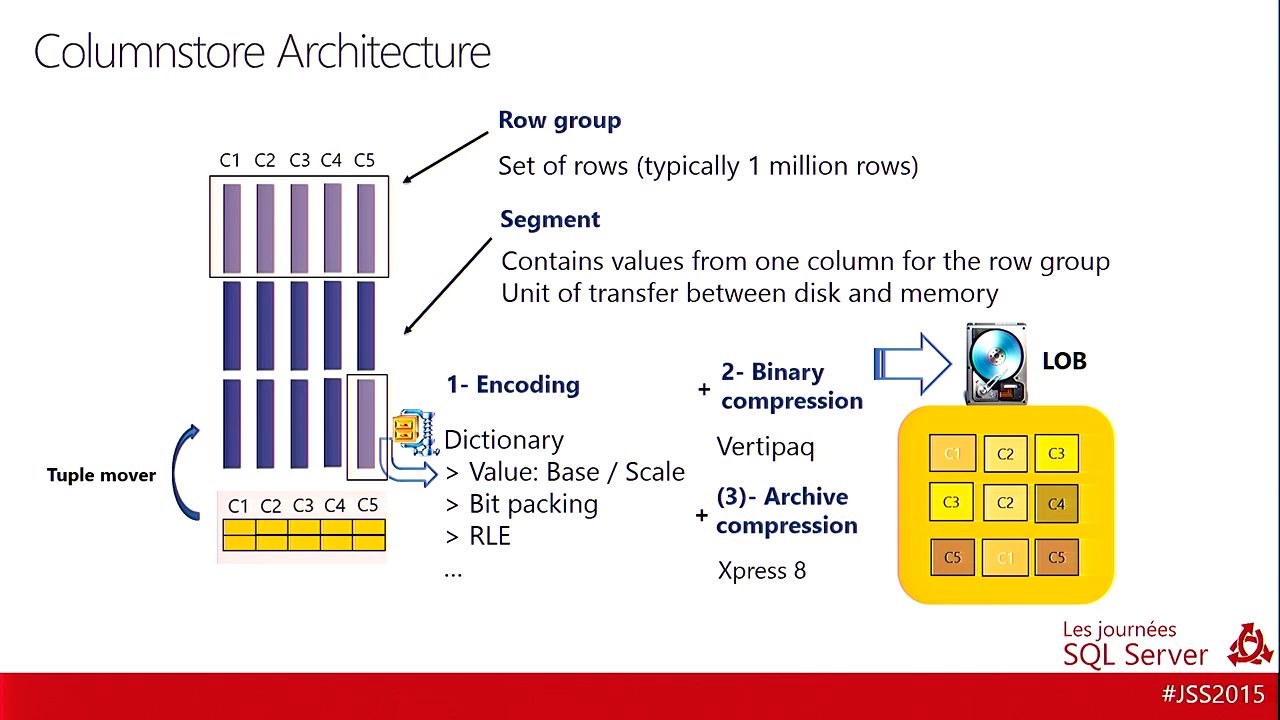 Columnstore Architecture
Row group
Set of rows (typically 1 million rows)
C1 C2 C3 C4 C5
Segment
Contains values from one column for the row group
Unit of transfer between disk and memory
LOB
1- Encoding
Dictionary
> Value: Base / Scale
> Bit packing
> RLE
...
+ 2- Binary
compression
Vertipaq
+ (3)- Archive
compression
Xpress 8
Tuple mover
C1 C2 C3 C4 C5
C1 C2 C3
C3 C2 C4
C5 C1 C5
Les journées
SQL Server
#JSS2015